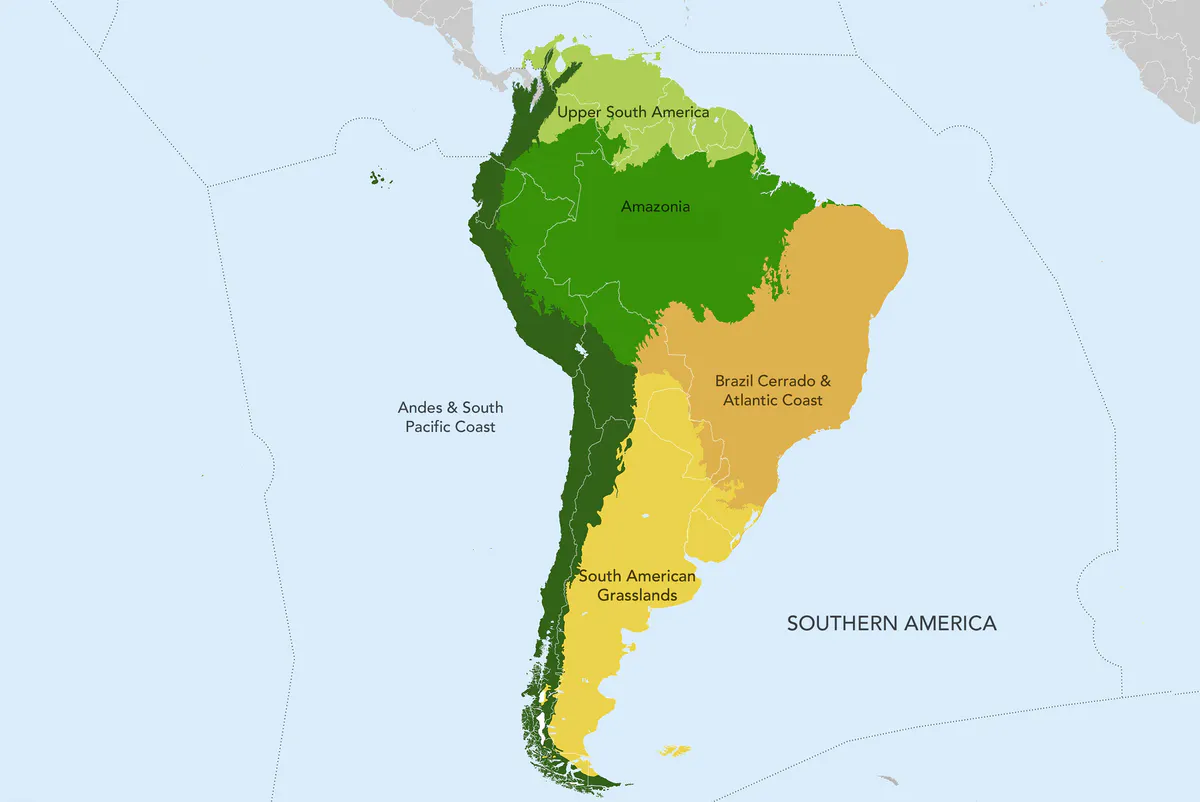 Upper South America
Amazonia
Brazil Cerrado &
Atlantic Coast
Andes & South
Pacific Coast
South American
Grasslands
SOUTHERN AMERICA